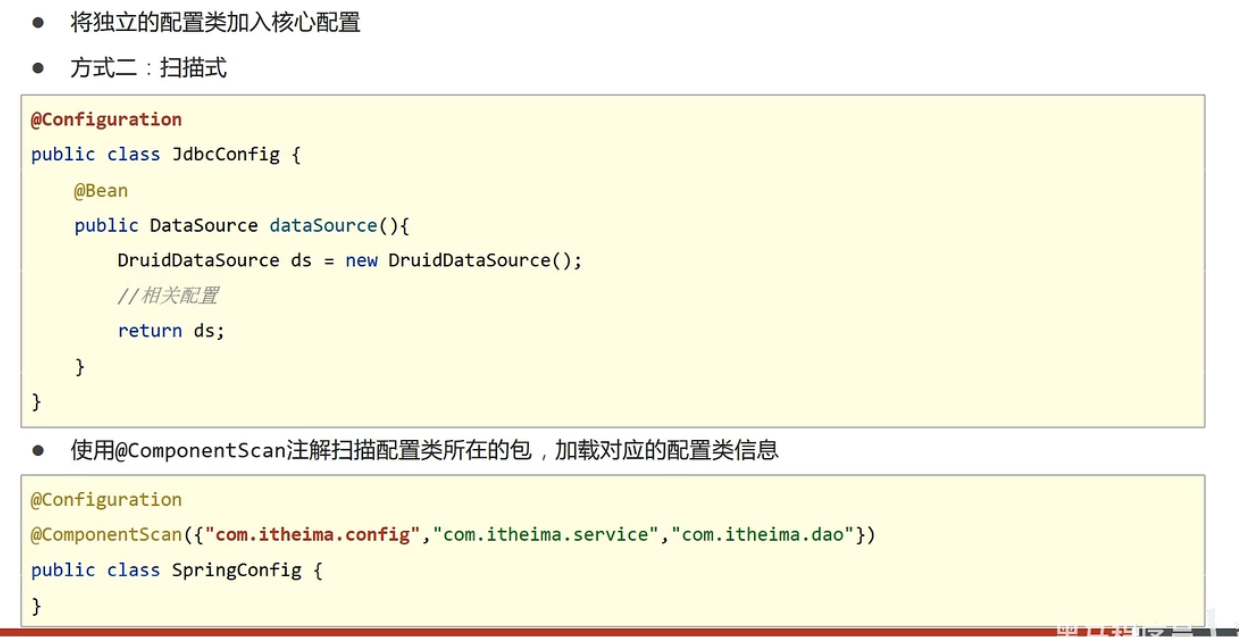 ● 将独立的配置类加入核心配置
● 方式二：扫描式
@Configuration
public class JdbcConfig {
    @Bean
    public DataSource dataSource(){
        DruidDataSource ds = new DruidDataSource();
        //相关配置
        return ds;
    }
}
● 使用@ComponentScan注解扫描配置类所在的包，加载对应的配置类信息
@Configuration
@ComponentScan({"com.itheima.config","com.itheima.service","com.itheima.dao"})
public class SpringConfig {
}